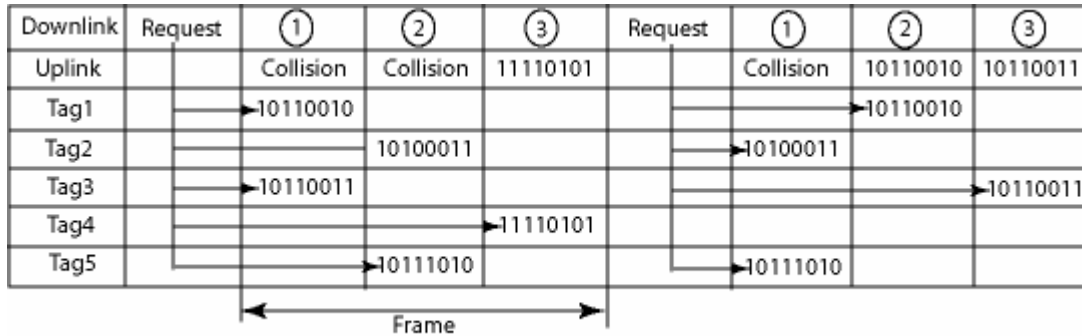 Downlink Request 1 2 3 Request 1 2 3
Uplink Collision Collision 11110101 Collision 10110010 10110011
Tag1 10110010 10110010
Tag2 10100011 10100011
Tag3 10110011 10110011
Tag4 11110101
Tag5 10111010 10111010
Frame